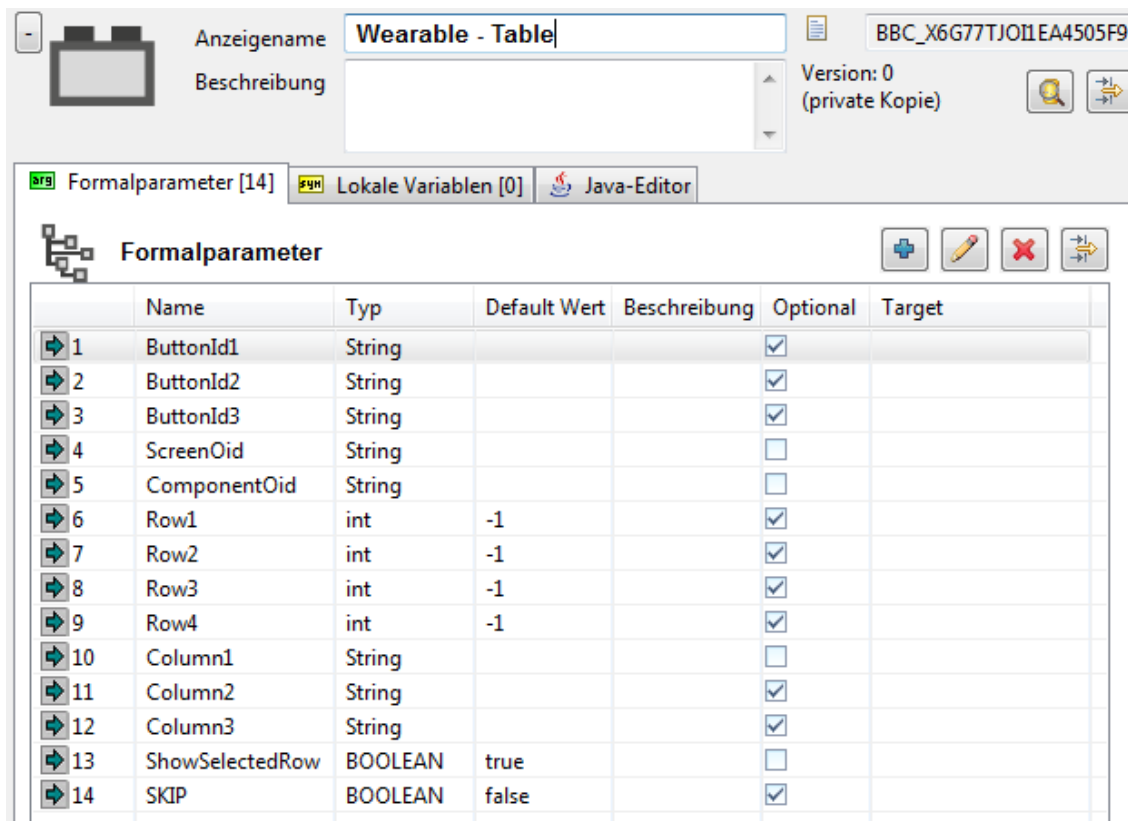 -
Anzeigename Wearable - Table BBC_X6G77TJOI1EA4505F9
Beschreibung Version: 0
(private Kopie)
arg Formalparameter [14] sym Lokale Variablen [0] Java-Editor
Formalparameter
Name Typ Default Wert Beschreibung Optional Target
1 ButtonId1 String
2 ButtonId2 String
3 ButtonId3 String
4 ScreenOid String
5 ComponentOid String
6 Row1 int -1
7 Row2 int -1
8 Row3 int -1
9 Row4 int -1
10 Column1 String
11 Column2 String
12 Column3 String
13 ShowSelectedRow BOOLEAN true
14 SKIP BOOLEAN false